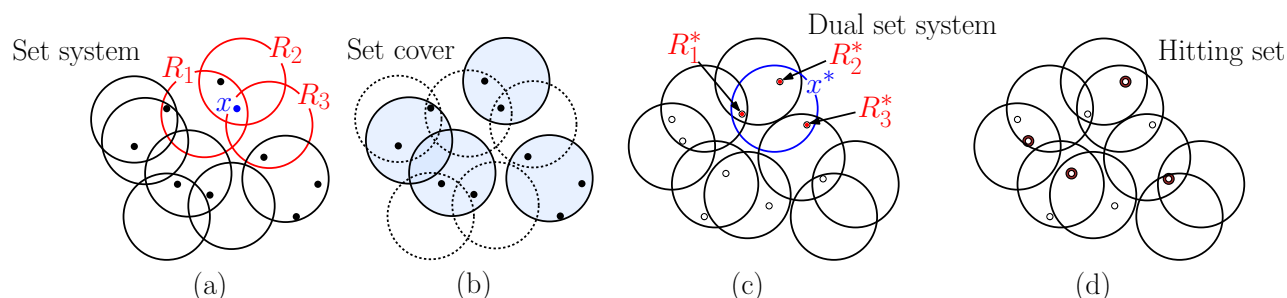 Set system
R₁
R₂
R₃
x
(a)
Set cover
(b)
Dual set system
R₁*
R₂*
R₃*
x*
(c)
Hitting set
(d)